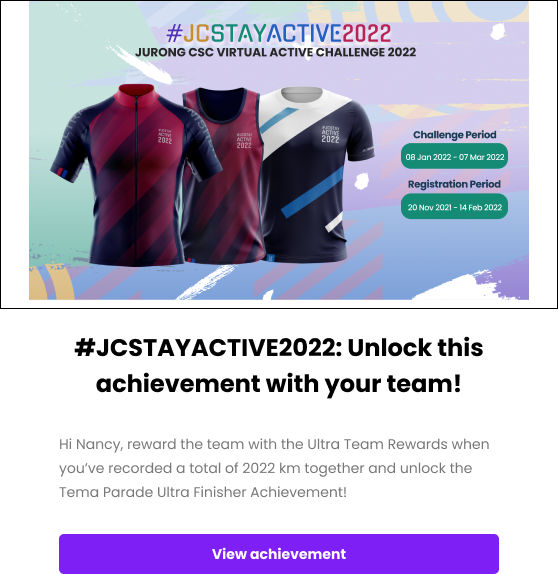 #JCSTAYACTIVE2022
JURONG CSC VIRTUAL ACTIVE CHALLENGE 2022
#JCSTAY
ACTIVE
2022
#JCSTAY
ACTIVE
2022
#JCSTAY
ACTIVE
2022
Challenge Period
08 Jan 2022 - 07 Mar 2022
Registration Period
20 Nov 2021 - 14 Feb 2022
#JCSTAYACTIVE2022: Unlock this
achievement with your team!
Hi Nancy, reward the team with the Ultra Team Rewards when
you've recorded a total of 2022 km together and unlock the
Tema Parade Ultra Finisher Achievement!
View achievement